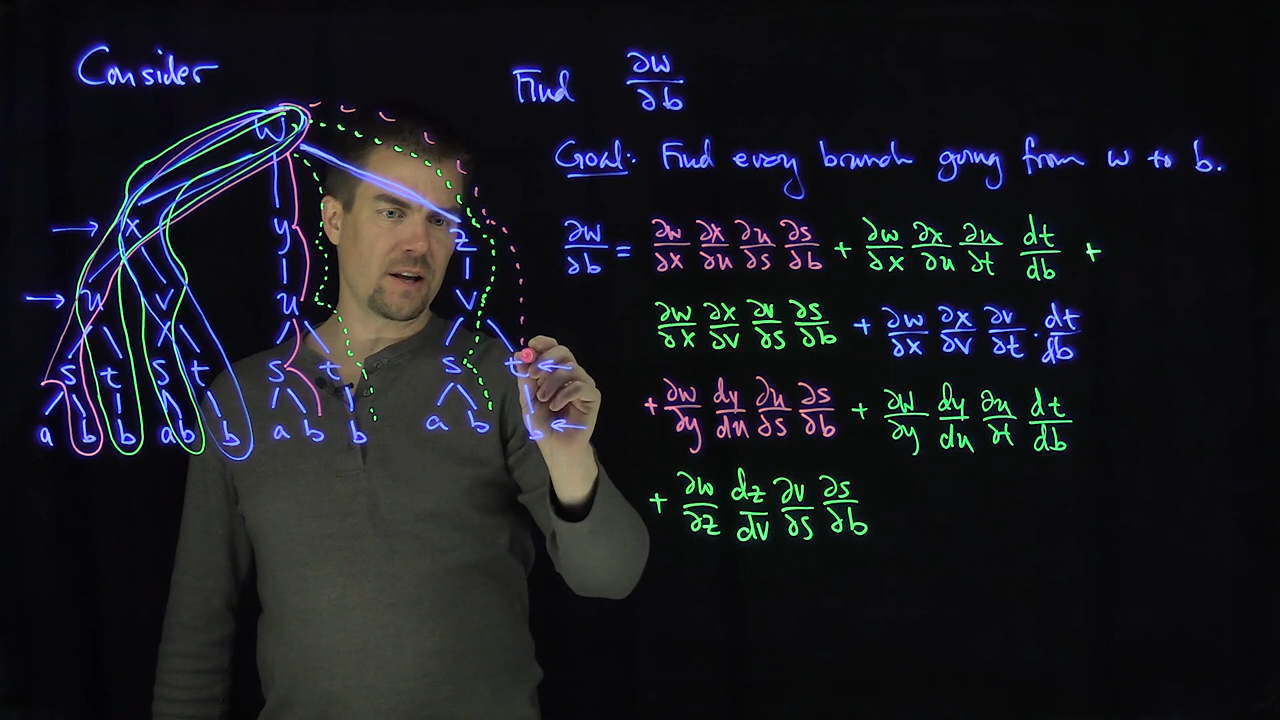 Consider
Find ∂w/∂b
Goal: Find every branch going from w to b.
w
→ x y z
→ u v u v
s t s t s t s t ←
a b b a b b a b b a b b ←
∂w/∂b = ∂w/∂x ∂x/∂u ∂u/∂s ∂s/∂b + ∂w/∂x ∂x/∂u ∂u/∂t dt/db +
∂w/∂x ∂x/∂v ∂v/∂s ∂s/∂b + ∂w/∂x ∂x/∂v ∂v/∂t · dt/db
+ ∂w/∂y dy/du ∂u/∂s ∂s/∂b + ∂w/∂y dy/du ∂u/∂t dt/db
+ ∂w/∂z dz/dv ∂v/∂s ∂s/∂b